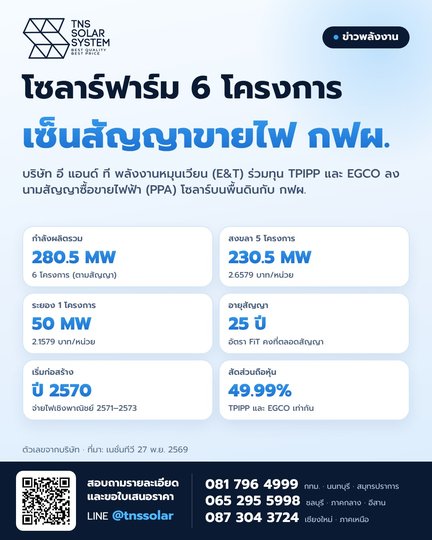 TNS
SOLAR
SYSTEM
BEST QUALITY
BEST PRICE
ข่าวพลังงาน
โซลาร์ฟาร์ม 6 โครงการ
เซ็นสัญญาขายไฟ กฟผ.
บริษัท อี แอนด์ ที พลังงานหมุนเวียน (E&T) ร่วมทุน TPIPP และ EGCO ลง
นามสัญญาซื้อขายไฟฟ้า (PPA) โซลาร์บนพื้นดินกับ กฟผ.
กำลังผลิตรวม
280.5 MW
6 โครงการ (ตามสัญญา)
สงขลา 5 โครงการ
230.5 MW
2.6579 บาท/หน่วย
ระยอง 1 โครงการ
50 MW
2.1579 บาท/หน่วย
อายุสัญญา
25 ปี
อัตรา FiT คงที่ตลอดสัญญา
เริ่มก่อสร้าง
ปี 2570
จ่ายไฟเชิงพาณิชย์ 2571–2573
สัดส่วนถือหุ้น
49.99%
TPIPP และ EGCO เท่ากัน
ตัวเลขจากบริษัท · ที่มา: เนชั่นทีวี 27 พ.ย. 2569
สอบถามรายละเอียด
และขอใบเสนอราคา
LINE @tnssolar
081 796 4999 กทม. · นนทบุรี · สมุทรปราการ
065 295 5998 ชลบุรี · ภาคกลาง · อีสาน
087 304 3724 เชียงใหม่ · ภาคเหนือ